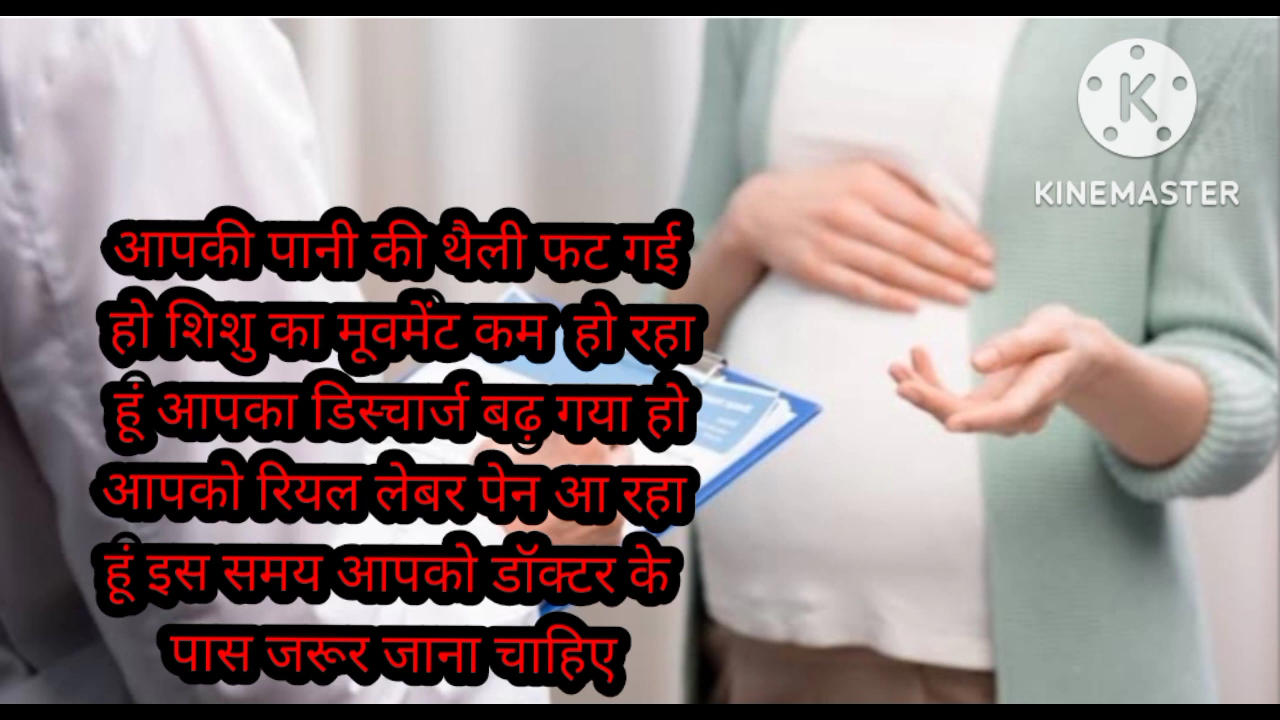 आपकी पानी की थैली फट गई
हो शिशु का मूवमेंट कम हो रहा
हूं आपका डिस्चार्ज बढ़ गया हो
आपको रियल लेबर पेन आ रहा
हूं इस समय आपको डॉक्टर के
पास जरूर जाना चाहिए
K
KINEMASTER